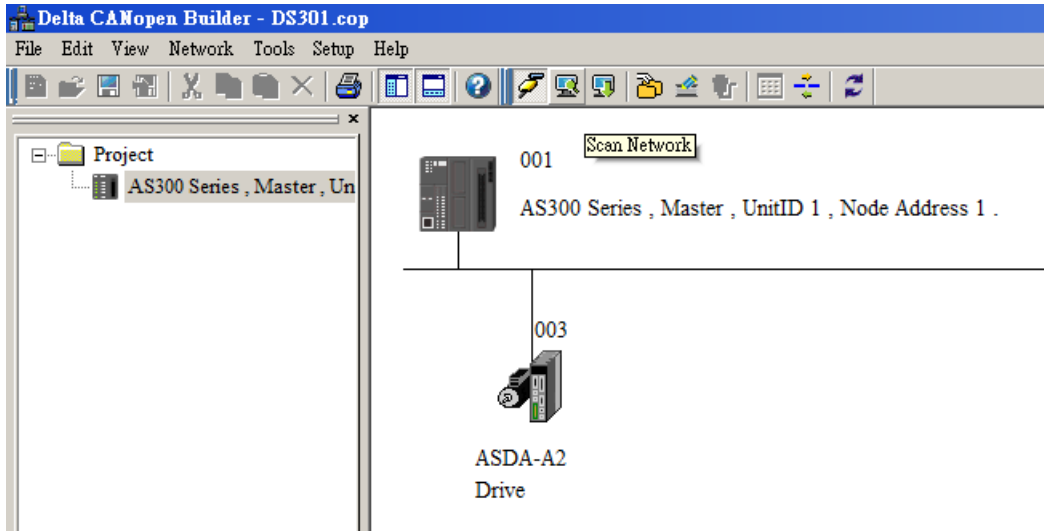 Delta CANopen Builder - DS301.cop
File Edit View Network Tools Setup Help
Scan Network
Project
AS300 Series , Master , Un
001
AS300 Series , Master , UnitID 1 , Node Address 1 .
003
ASDA-A2
Drive